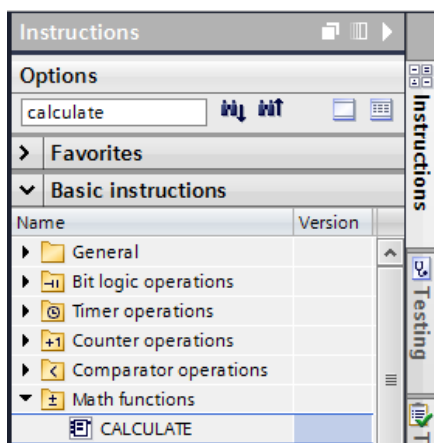 Instructions
Options
calculate
Favorites
Basic instructions
Name Version
General
Bit logic operations
Timer operations
Counter operations
Comparator operations
Math functions
CALCULATE
Instructions
Testing